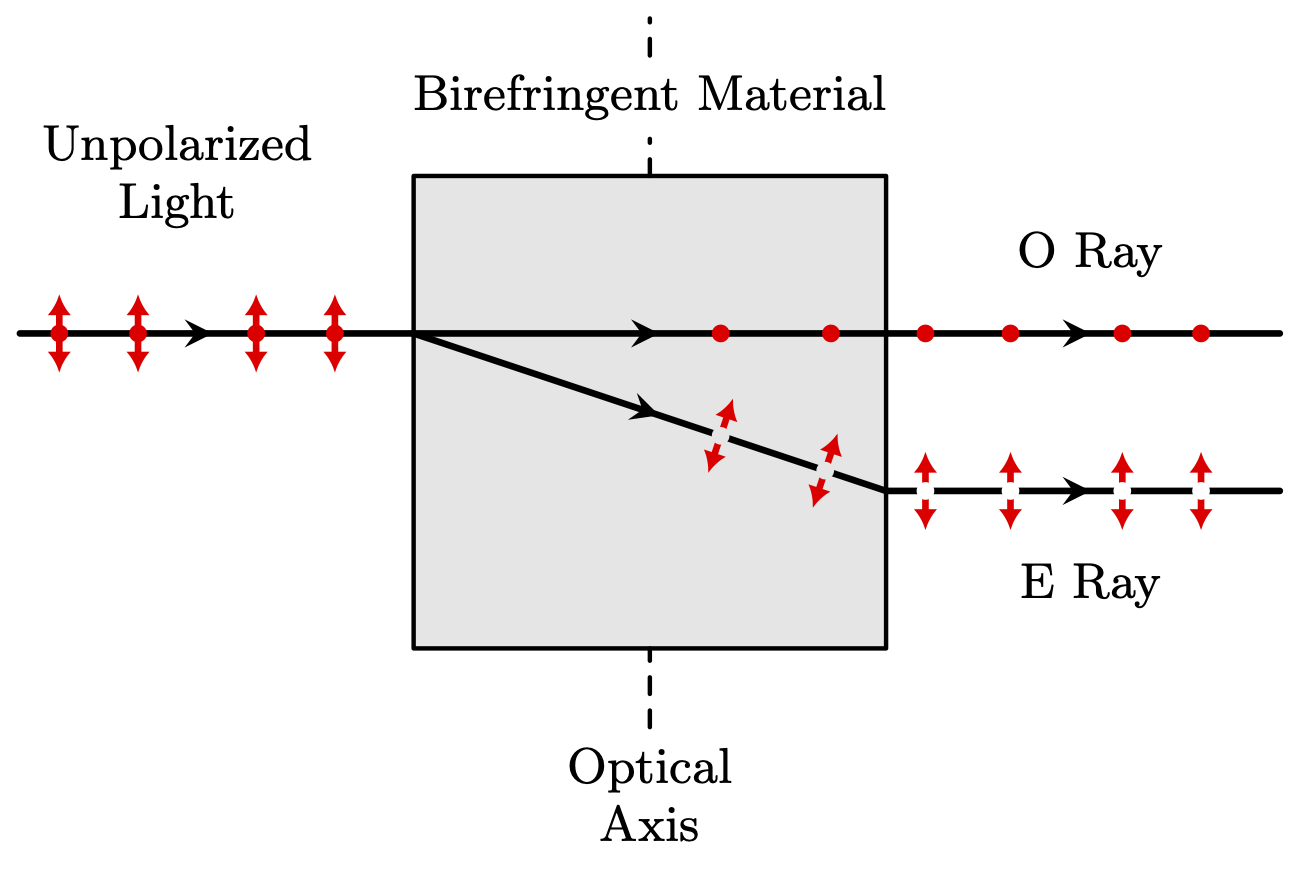 Birefringent Material
Unpolarized
Light
O Ray
E Ray
Optical
Axis